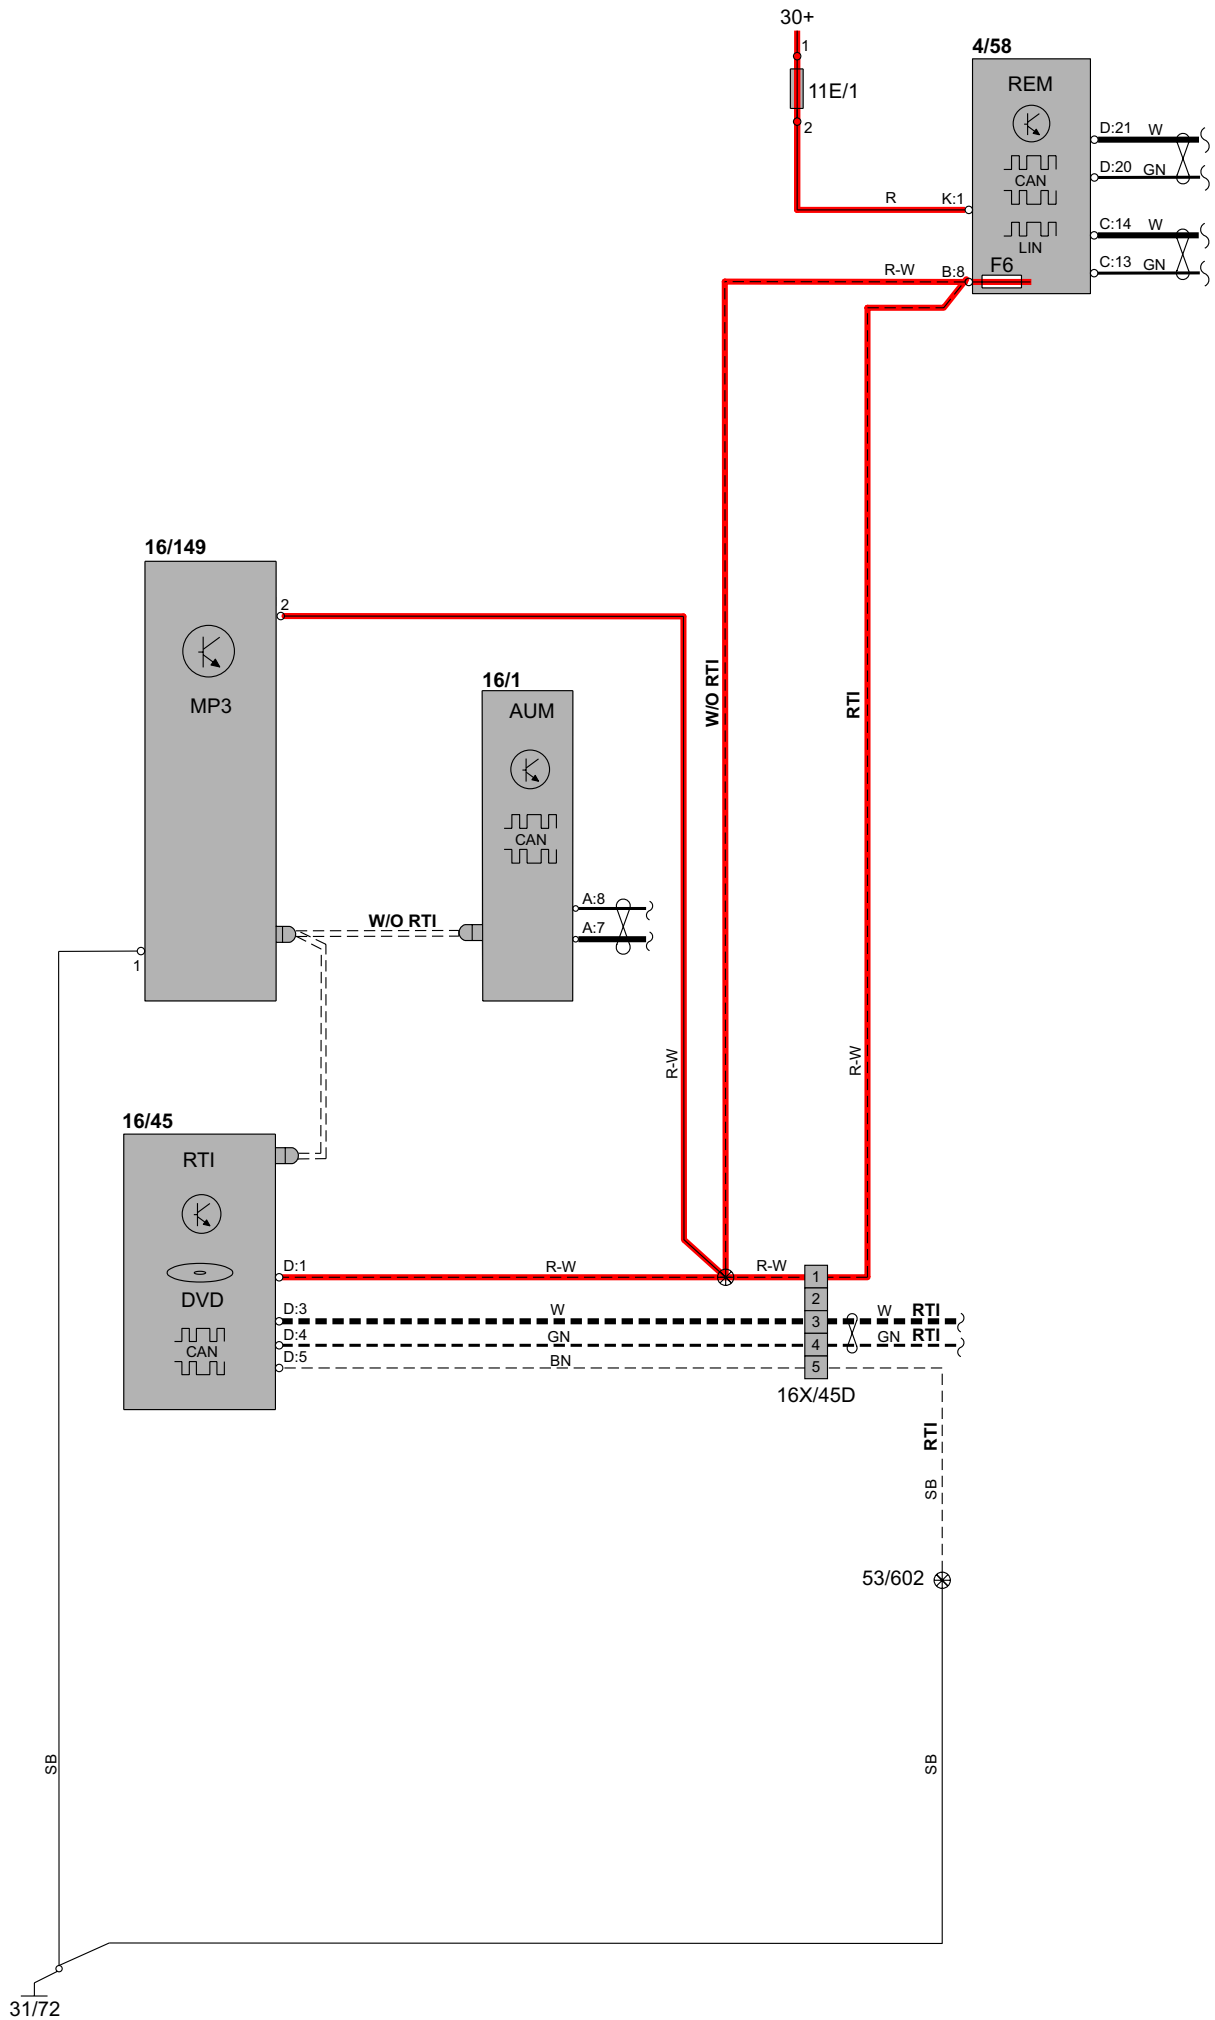 30+
1
11E/1
2
4/58
REM
CAN
LIN
F6
D:21 W
D:20 GN
C:14 W
C:13 GN
R K:1
R-W B:8
W/O RTI
RTI
16/149
2
MP3
1
16/1
AUM
CAN
A:8
A:7
W/O RTI
R-W
R-W
16/45
RTI
DVD
CAN
D:1 R-W R-W 1
2
D:3 W 3 W RTI
D:4 GN 4 GN RTI
D:5 BN 5
16X/45D
RTI
SB
53/602
SB
SB
31/72